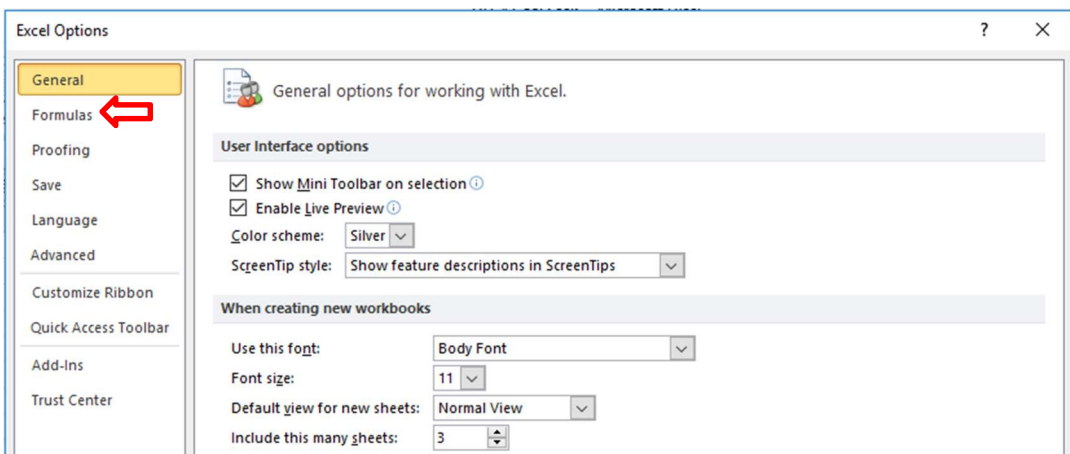 Excel Options ?
General
Formulas
Proofing
Save
Language
Advanced
Customize Ribbon
Quick Access Toolbar
Add-Ins
Trust Center
General options for working with Excel.
User Interface options
Show Mini Toolbar on selection
Enable Live Preview
Color scheme: Silver
ScreenTip style: Show feature descriptions in ScreenTips
When creating new workbooks
Use this font: Body Font
Font size: 11
Default view for new sheets: Normal View
Include this many sheets: 3